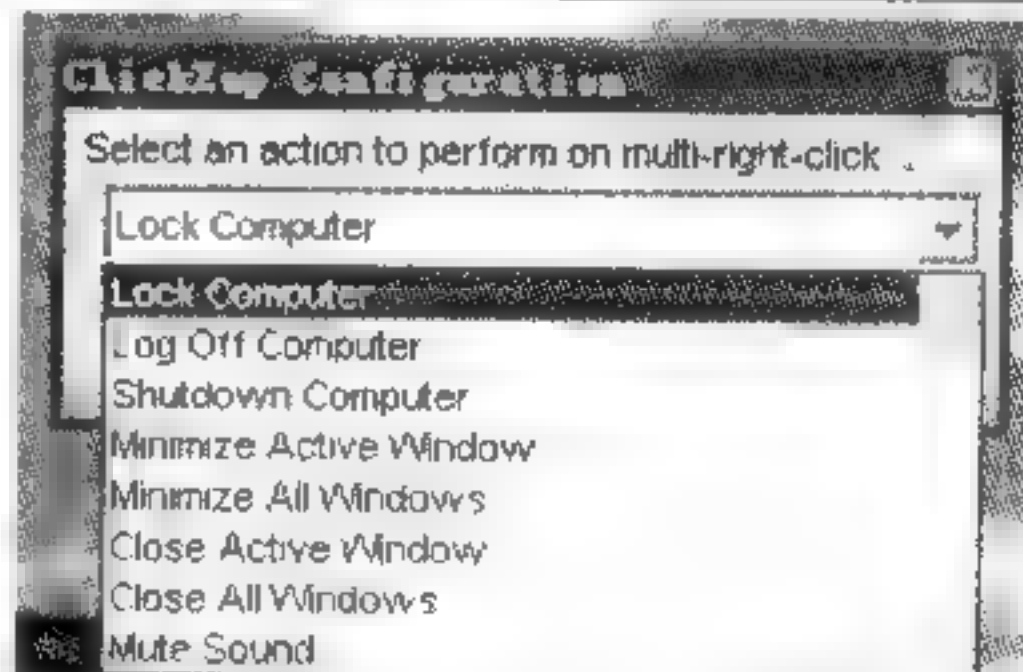 ClickZap Configuration
Select an action to perform on multi-right-click .
Lock Computer
Lock Computer
Log Off Computer
Shutdown Computer
Minimize Active Window
Minimize All Windows
Close Active Window
Close All Windows
Mute Sound